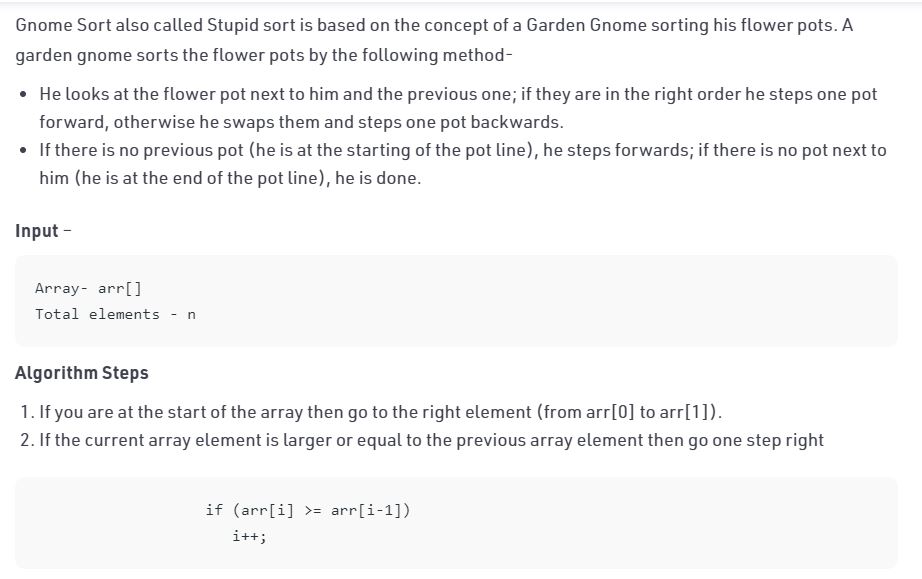 Gnome Sort also called Stupid sort is based on the concept of a Garden Gnome sorting his flower pots. A
garden gnome sorts the flower pots by the following method-
• He looks at the flower pot next to him and the previous one; if they are in the right order he steps one pot
forward, otherwise he swaps them and steps one pot backwards.
• If there is no previous pot (he is at the starting of the pot line), he steps forwards; if there is no pot next to
him (he is at the end of the pot line), he is done.
Input –
Array- arr[]
Total elements - n
Algorithm Steps
1. If you are at the start of the array then go to the right element (from arr[0] to arr[1]).
2. If the current array element is larger or equal to the previous array element then go one step right
if (arr[i] >= arr[i-1])
i++;